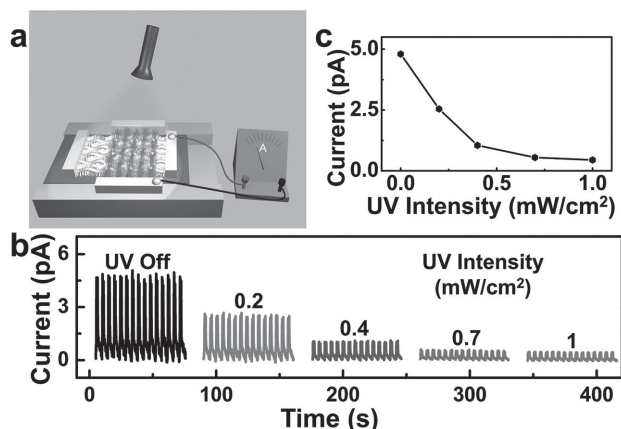 a
A
c
Current (pA)
5.0
2.5
0.0
0.0 0.5 1.0
UV Intensity (mW/cm²)
b
Current (pA)
6
3
0
UV Off
0.2
0.4
0.7
1
UV Intensity
(mW/cm²)
0 100 200 300 400
Time (s)